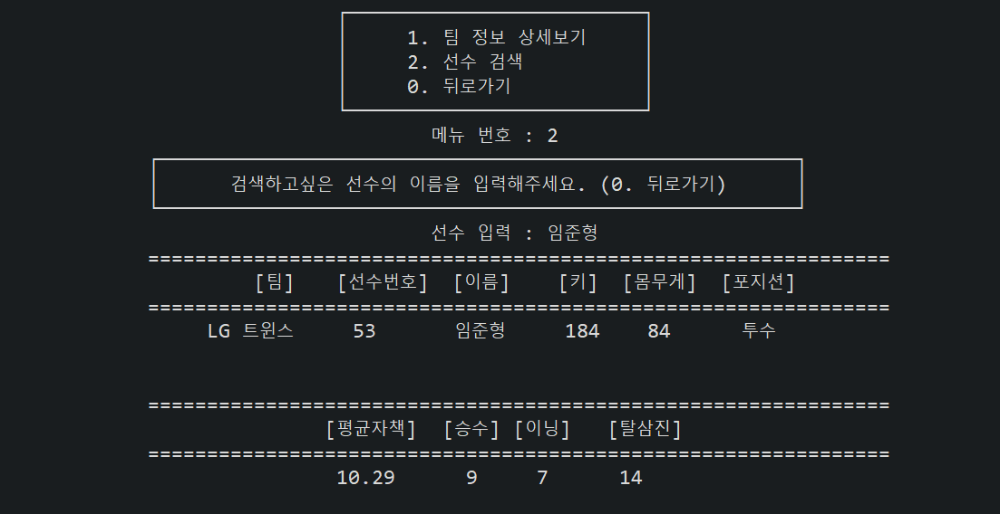 1. 팀 정보 상세보기
2. 선수 검색
0. 뒤로가기
메뉴 번호 : 2
검색하고싶은 선수의 이름을 입력해주세요. (0. 뒤로가기)
선수 입력 : 임준형
===============================================================
[팀] [선수번호] [이름] [키] [몸무게] [포지션]
===============================================================
LG 트윈스 53 임준형 184 84 투수
===============================================================
[평균자책] [승수] [이닝] [탈삼진]
===============================================================
10.29 9 7 14